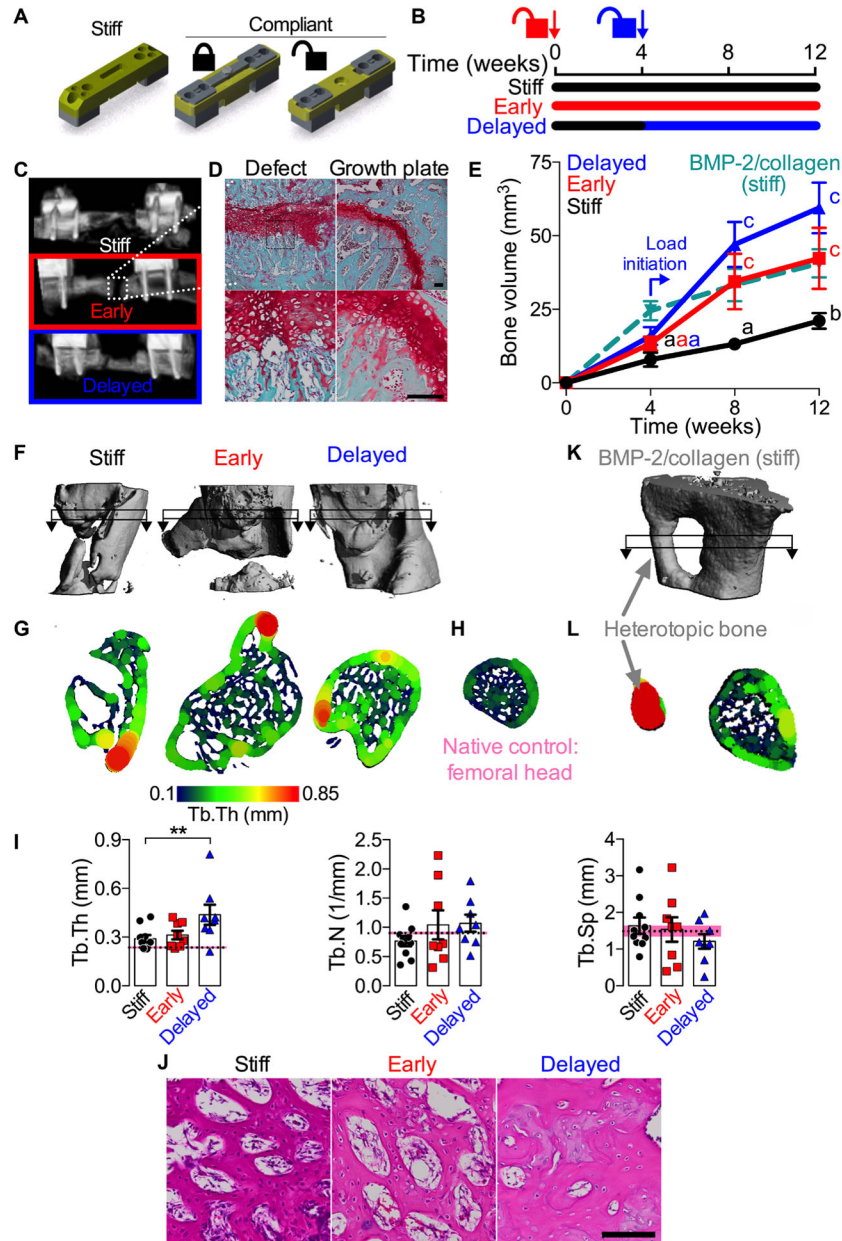 A
Stiff
Compliant
B
0
4
8
12
Time (weeks)
Stiff
Early
Delayed
C
Stiff
Early
Delayed
D
Defect
Growth plate
E
Delayed
Early
Stiff
BMP-2/collagen
(stiff)
Load
initiation
Bone volume (mm³)
75
50
25
0
a
a
a
a
b
c
c
c
c
0
4
8
12
Time (weeks)
F
Stiff
Early
Delayed
K
BMP-2/collagen (stiff)
G
H
L
Heterotopic bone
Native control:
femoral head
0.1
0.85
Tb.Th (mm)
I
Tb.Th (mm)
0.9
0.6
0.3
0.0
**
Stiff
Early
Delayed
Tb.N (1/mm)
2.5
2.0
1.5
1.0
0.5
0.0
Stiff
Early
Delayed
Tb.Sp (mm)
4
3
2
1
0
Stiff
Early
Delayed
J
Stiff
Early
Delayed